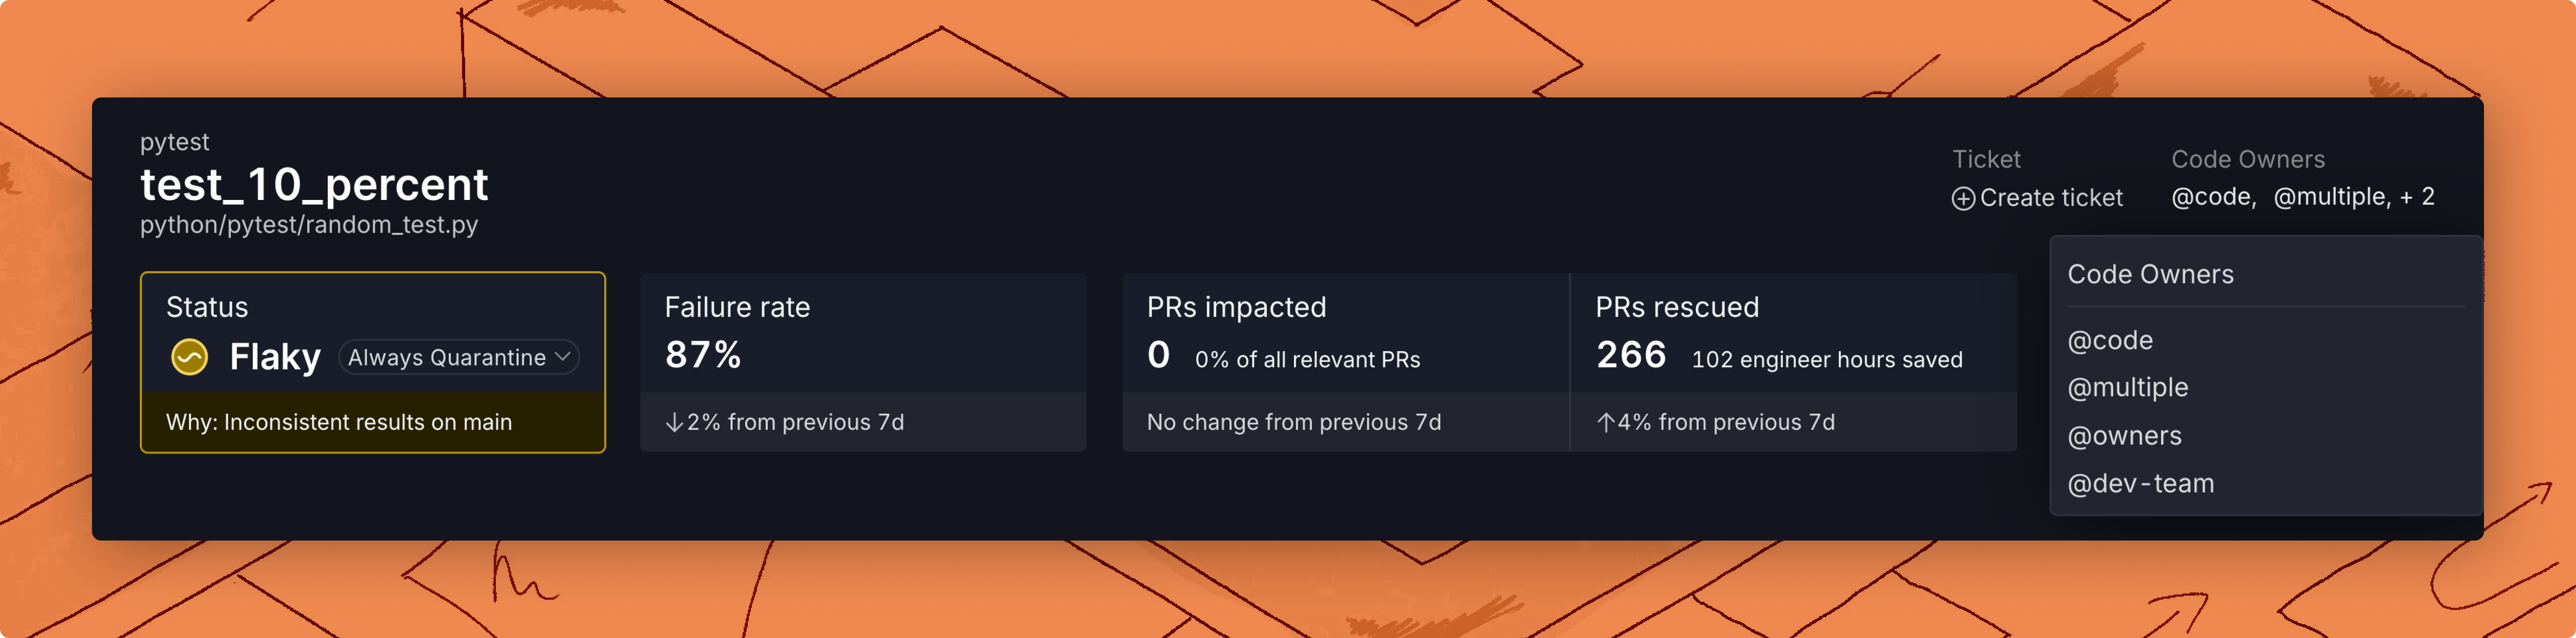 pytest
test_10_percent
python/pytest/random_test.py
Ticket
Create ticket
Code Owners
@code, @multiple, + 2
Status
Flaky Always Quarantine
Why: Inconsistent results on main
Failure rate
87%
↓2% from previous 7d
PRs impacted
0 0% of all relevant PRs
No change from previous 7d
PRs rescued
266 102 engineer hours saved
↑4% from previous 7d
Code Owners
@code
@multiple
@owners
@dev-team